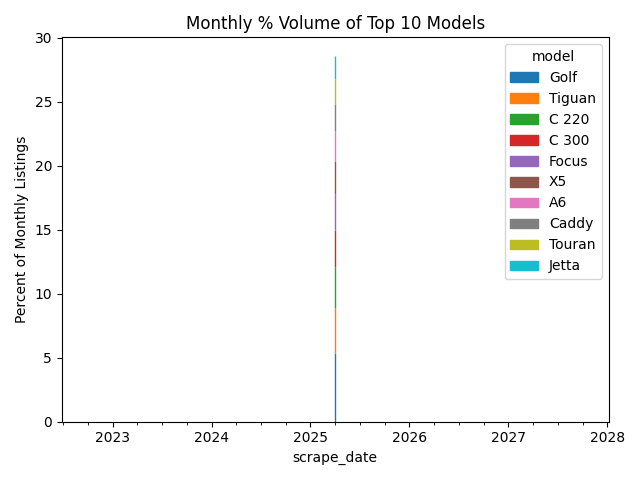 Monthly % Volume of Top 10 Models
Percent of Monthly Listings
30
25
20
15
10
5
0
model
Golf
Tiguan
C 220
C 300
Focus
X5
A6
Caddy
Touran
Jetta
2023 2024 2025 2026 2027 2028
scrape_date